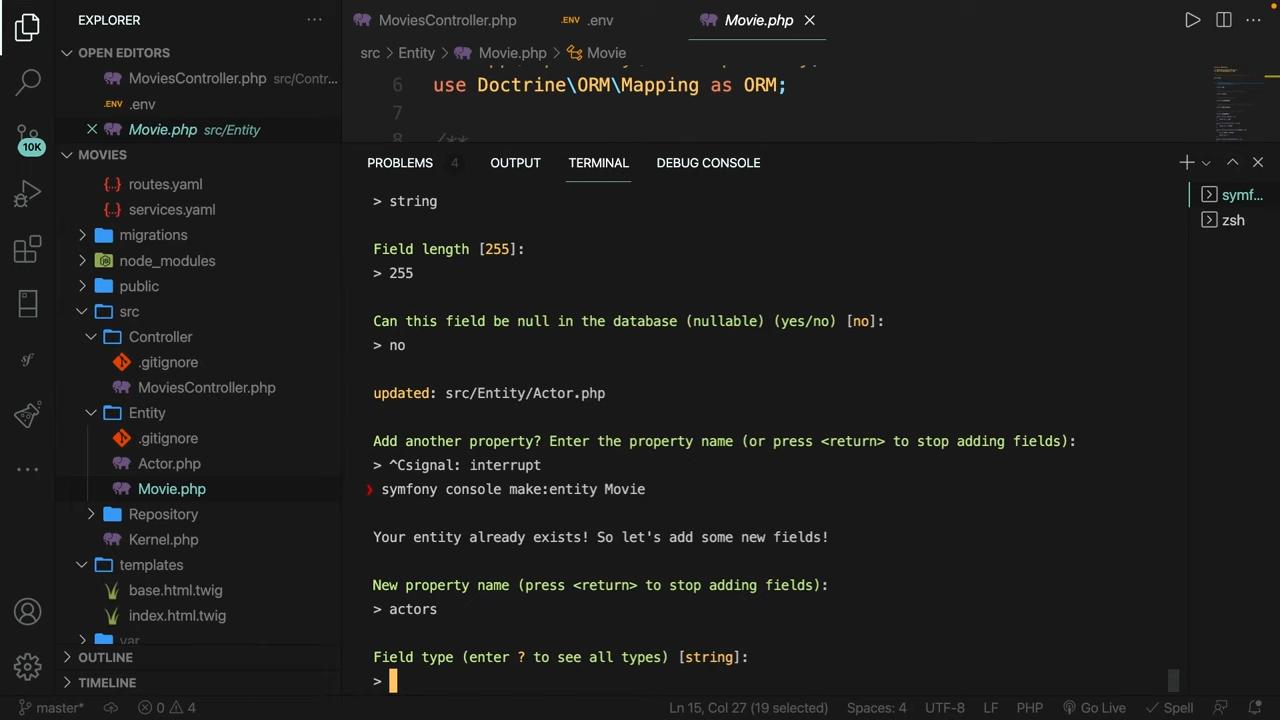 EXPLORER
OPEN EDITORS
MoviesController.php src/Contr...
.ENV .env
Movie.php src/Entity
10K
MOVIES
routes.yaml
services.yaml
migrations
node_modules
public
src
Controller
.gitignore
MoviesController.php
Entity
.gitignore
Actor.php
Movie.php
Repository
Kernel.php
templates
base.html.twig
index.html.twig
var
OUTLINE
TIMELINE
MoviesController.php
.ENV .env
Movie.php
src > Entity > Movie.php > Movie
6 use Doctrine\ORM\Mapping as ORM;
7
8 /**
PROBLEMS 4 OUTPUT TERMINAL DEBUG CONSOLE
> string
Field length [255]:
> 255
Can this field be null in the database (nullable) (yes/no) [no]:
> no
updated: src/Entity/Actor.php
Add another property? Enter the property name (or press <return> to stop adding fields):
> ^Csignal: interrupt
❯ symfony console make:entity Movie
Your entity already exists! So let's add some new fields!
New property name (press <return> to stop adding fields):
> actors
Field type (enter ? to see all types) [string]:
>
symf...
zsh
master* 0 4 Ln 15, Col 27 (19 selected) Spaces: 4 UTF-8 LF PHP Go Live Spell